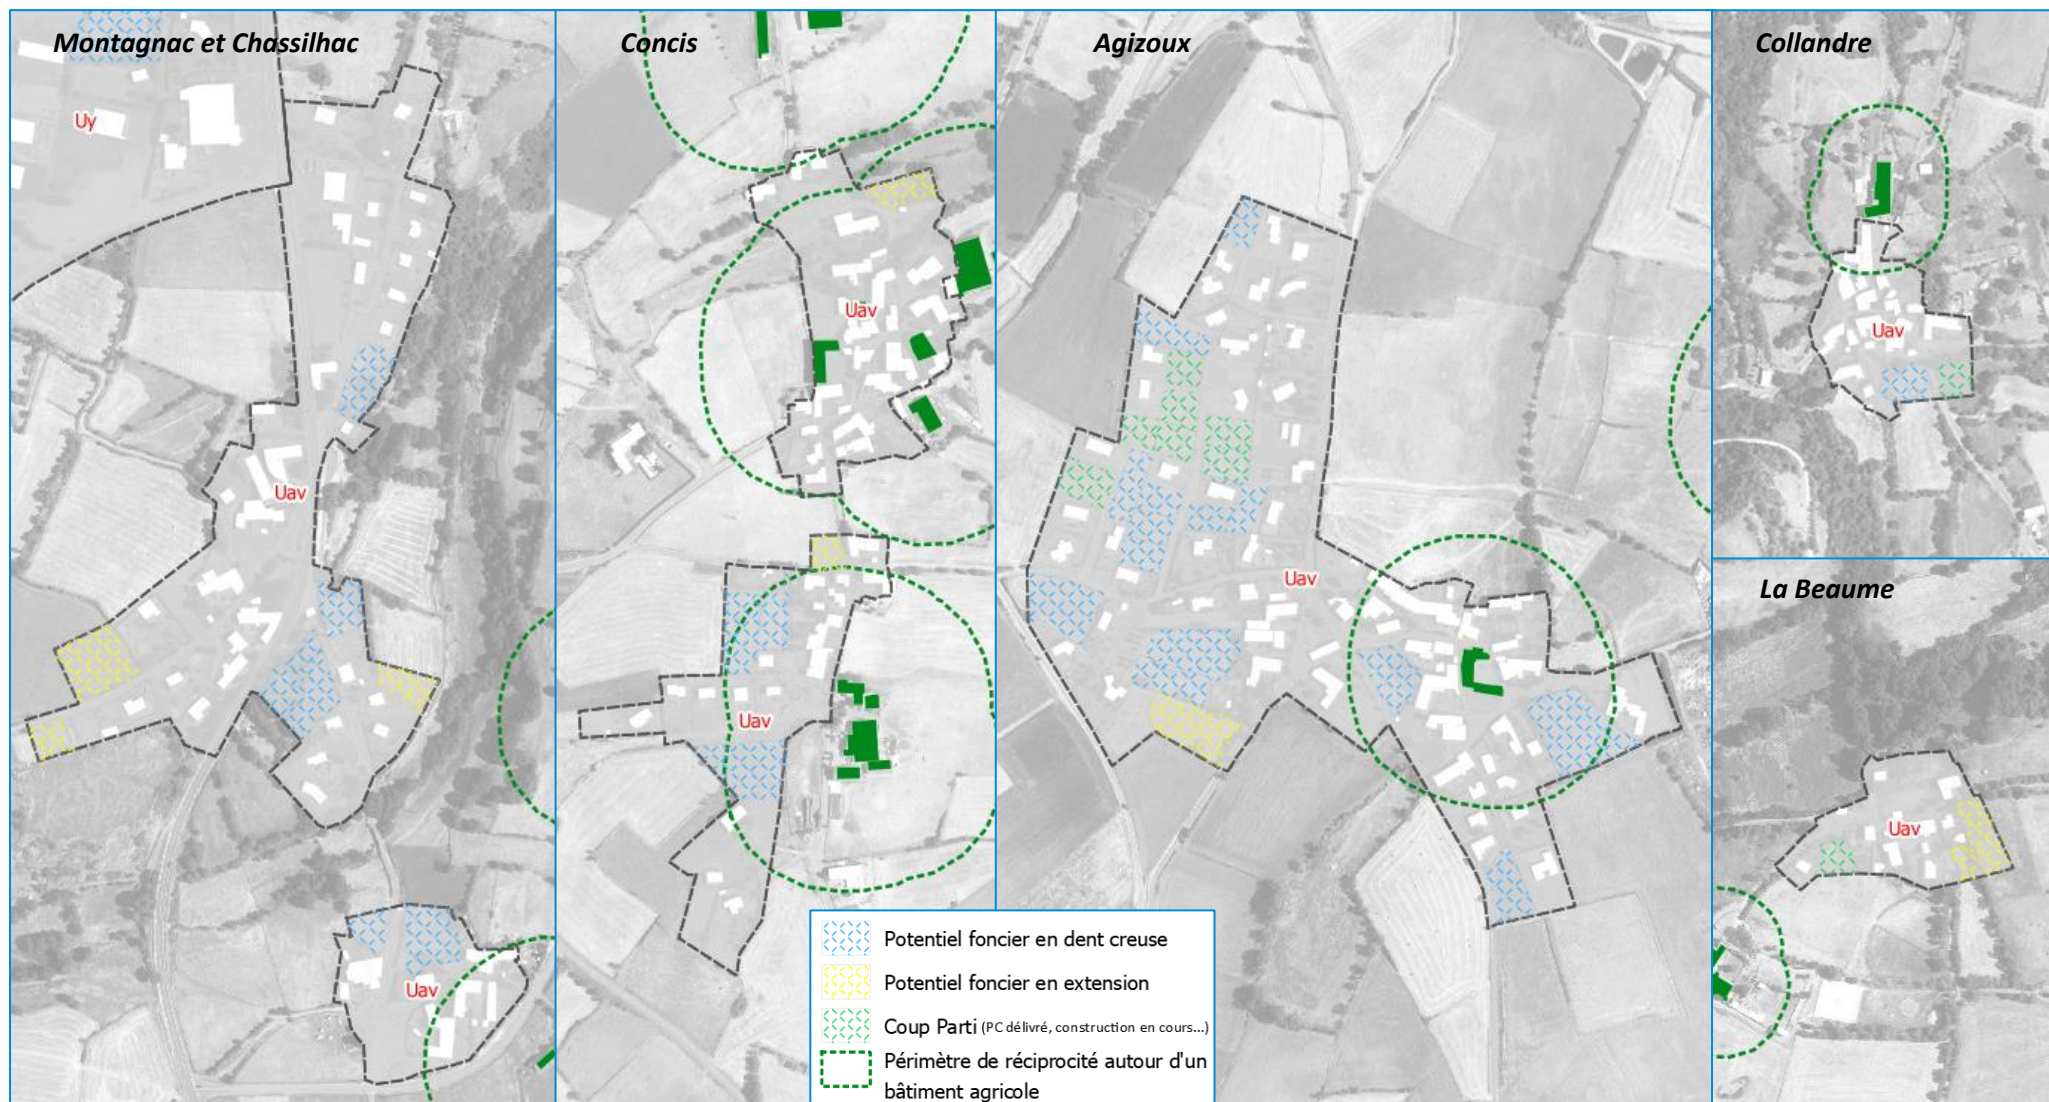 Montagnac et Chassilhac
Concis
Agizoux
Collandre
Uy
Uav
Uav
Uav
Uav
La Beaume
Uav
Uav
Uav
Potentiel foncier en dent creuse
Potentiel foncier en extension
Coup Parti (PC délivré, construction en cours...)
Périmètre de réciprocité autour d'un
bâtiment agricole